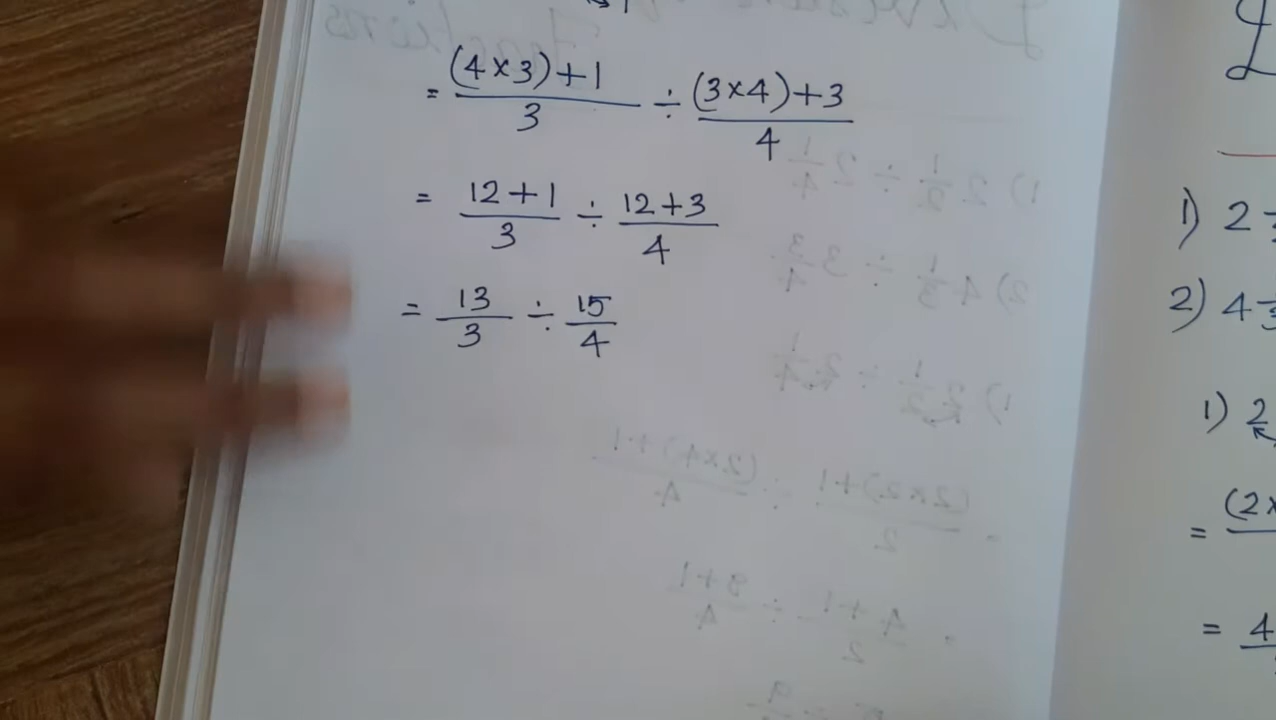 = (4×3)+1/3 ÷ (3×4)+3/4
= 12+1/3 ÷ 12+3/4
= 13/3 ÷ 15/4
1) 2
2) 4
1) 2
= (2×
= 4